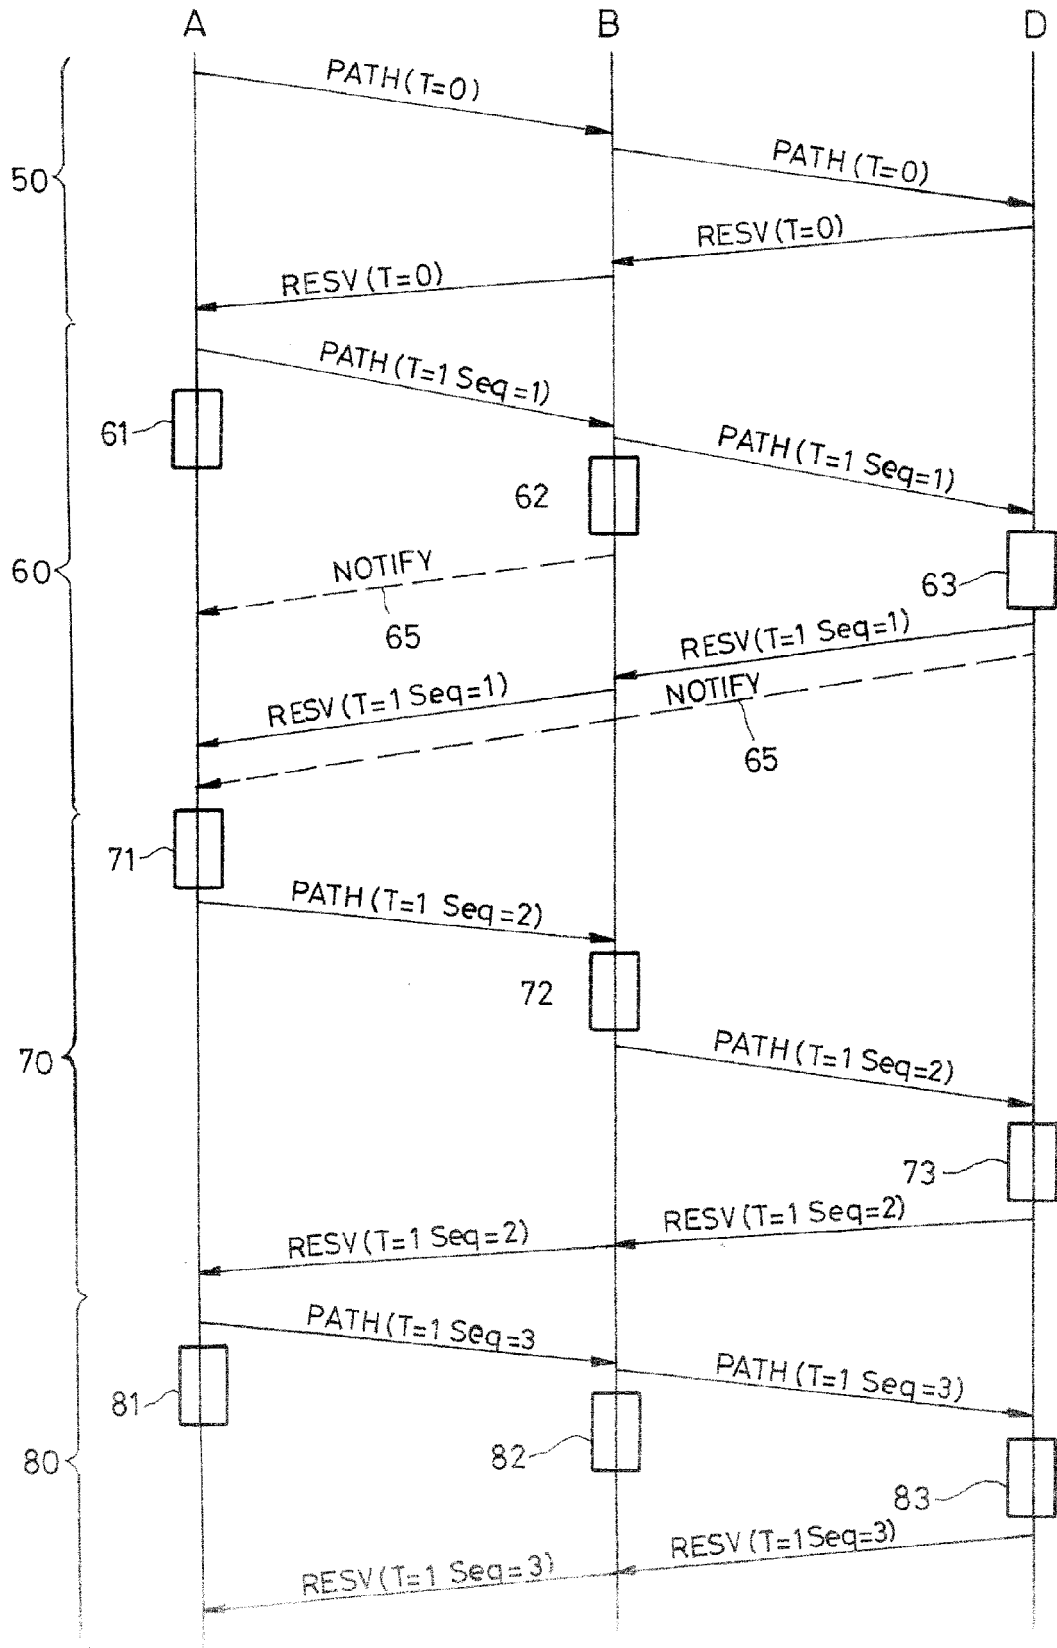 A B D
PATH(T=0)
PATH(T=0)
50
RESV(T=0)
RESV(T=0)
PATH(T=1 Seq=1)
61
PATH(T=1 Seq=1)
62
NOTIFY
60
63
65
RESV(T=1 Seq=1)
RESV(T=1 Seq=1)
NOTIFY
65
71
PATH(T=1 Seq=2)
72
70
PATH(T=1 Seq=2)
73
RESV(T=1 Seq=2)
RESV(T=1 Seq=2)
PATH(T=1 Seq=3
PATH(T=1 Seq=3)
81
82
80
83
RESV(T=1 Seq=3)
RESV(T=1 Seq=3)